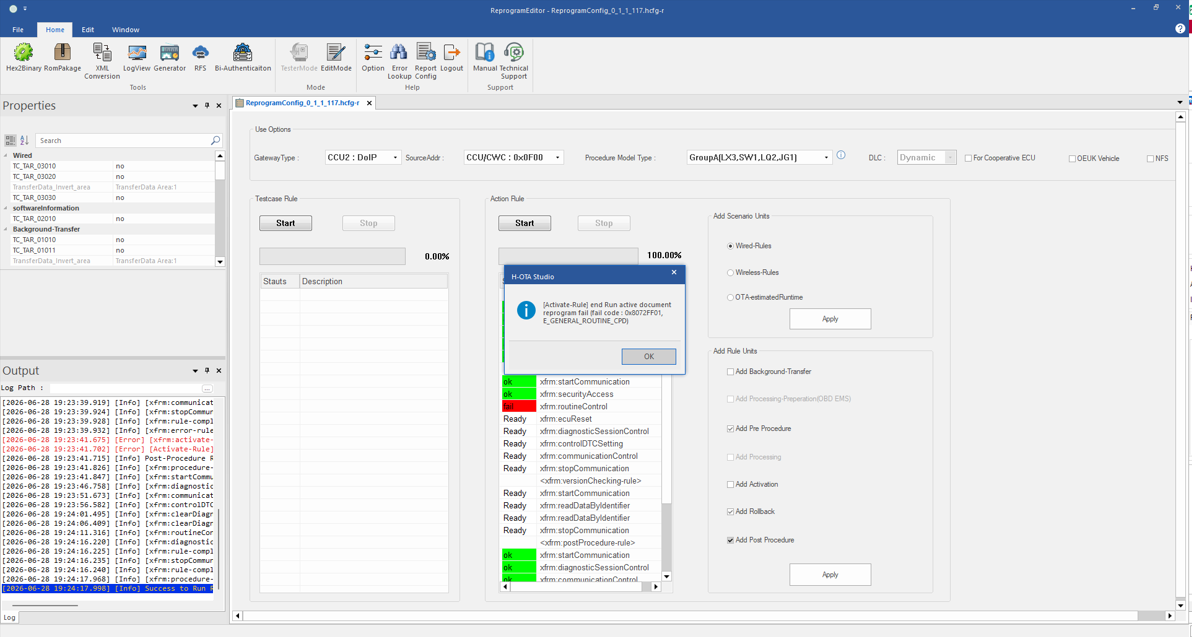 ReprogramEditor - ReprogramConfig_0_1_1_117.hcfg-r
File Home Edit Window
Hex2Binary RomPakage XML Conversion LogView Generator RFS Bi-Authenticaiton
Tools
TesterMode EditMode
Mode
Option Error Lookup Report Config Logout
Help
Manual Technical Support
Support
Properties
Search
Wired
TC_TAR_03010 no
TC_TAR_03020 no
TransferData_Invert_area TransferData Area:1
TC_TAR_03030 no
softwareInformation
TC_TAR_02010 no
Background-Transfer
TC_TAR_01010 no
TC_TAR_01011 no
TransferData_Invert_area TransferData Area:1
Output
Log Path :
...
[2026-06-28 19:23:39.919] [Info] [xfrm:communicat
[2026-06-28 19:23:39.924] [Info] [xfrm:stopCommun
[2026-06-28 19:23:39.928] [Info] [xfrm:rule-compl
[2026-06-28 19:23:39.932] [Info] [xfrm:error-rule
[2026-06-28 19:23:41.675] [Error] [xfrm:activate-
[2026-06-28 19:23:41.702] [Error] [Activate-Rule]
[2026-06-28 19:23:41.715] [Info] Post-Procedure R
[2026-06-28 19:23:41.826] [Info] [xfrm:procedure-
[2026-06-28 19:23:41.847] [Info] [xfrm:startCommu
[2026-06-28 19:23:46.758] [Info] [xfrm:diagnostic
[2026-06-28 19:23:51.673] [Info] [xfrm:communicat
[2026-06-28 19:23:56.582] [Info] [xfrm:controlDTC
[2026-06-28 19:24:01.495] [Info] [xfrm:clearDiagn
[2026-06-28 19:24:06.409] [Info] [xfrm:clearDiagn
[2026-06-28 19:24:11.316] [Info] [xfrm:routineCon
[2026-06-28 19:24:16.220] [Info] [xfrm:diagnostic
[2026-06-28 19:24:16.225] [Info] [xfrm:rule-compl
[2026-06-28 19:24:16.235] [Info] [xfrm:stopCommun
[2026-06-28 19:24:16.240] [Info] [xfrm:rule-compl
[2026-06-28 19:24:17.968] [Info] [xfrm:procedure-
[2026-06-28 19:24:17.998] [Info] Success to Run P
Log
ReprogramConfig_0_1_1_117.hcfg-r
Use Options
GatewayType : CCU2 : DoIP SourceAddr : CCU/CWC : 0x0F00 Procedure Model Type : GroupA(LX3,SW1,LQ2,JG1) DLC : Dynamic For Cooperative ECU OEUK Vehicle NFS
Testcase Rule
Start Stop
0.00%
Stauts Description
Action Rule
Start Stop
100.00%
H-OTA Studio
[Activate-Rule] end Run active document
reprogram fail (fail code : 0x8072FF01,
E_GENERAL_ROUTINE_CPD)
OK
ok xfrm:startCommunication
ok xfrm:securityAccess
fail xfrm:routineControl
Ready xfrm:ecuReset
Ready xfrm:diagnosticSessionControl
Ready xfrm:controlDTCSetting
Ready xfrm:communicationControl
Ready xfrm:stopCommunication
<xfrm:versionChecking-rule>
Ready xfrm:startCommunication
Ready xfrm:readDataByIdentifier
Ready xfrm:readDataByIdentifier
Ready xfrm:stopCommunication
<xfrm:postProcedure-rule>
ok xfrm:startCommunication
ok xfrm:diagnosticSessionControl
ok xfrm:communicationControl
Add Scenario Units
Wired-Rules
Wireless-Rules
OTA-estimatedRuntime
Apply
Add Rule Units
Add Background-Transfer
Add Processing-Preperation(OBD EMS)
Add Pre Procedure
Add Processing
Add Activation
Add Rollback
Add Post Procedure
Apply